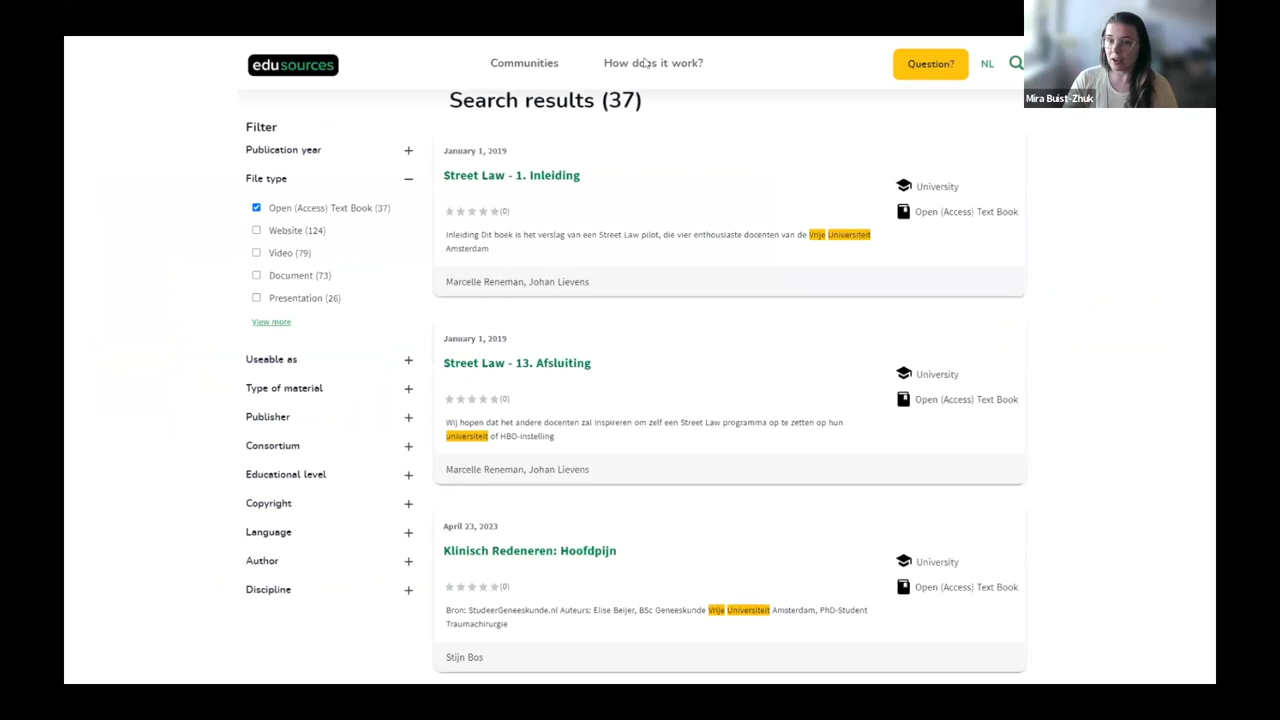 edusources
Communities
How does it work?
Question?
NL
Mira Buist-Zhuk
Search results (37)
Filter
Publication year
File type
Open (Access) Text Book (37)
Website (124)
Video (79)
Document (73)
Presentation (26)
View more
Useable as
Type of material
Publisher
Consortium
Educational level
Copyright
Language
Author
Discipline
January 1, 2019
Street Law - 1. Inleiding
(0)
Inleiding Dit boek is het verslag van een Street Law pilot, die vier enthousiaste docenten van de Vrije Universiteit
Amsterdam
University
Open (Access) Text Book
Marcelle Reneman, Johan Lievens
January 1, 2019
Street Law - 13. Afsluiting
(0)
Wij hopen dat het andere docenten zal inspireren om zelf een Street Law programma op te zetten op hun
universiteit of HBO-instelling
University
Open (Access) Text Book
Marcelle Reneman, Johan Lievens
April 23, 2023
Klinisch Redeneren: Hoofdpijn
(0)
Bron: StudeerGeneeskunde.nl Auteurs: Elise Beijer, BSc Geneeskunde Vrije Universiteit Amsterdam, PhD-Student
Traumachirurgie
University
Open (Access) Text Book
Stijn Bos